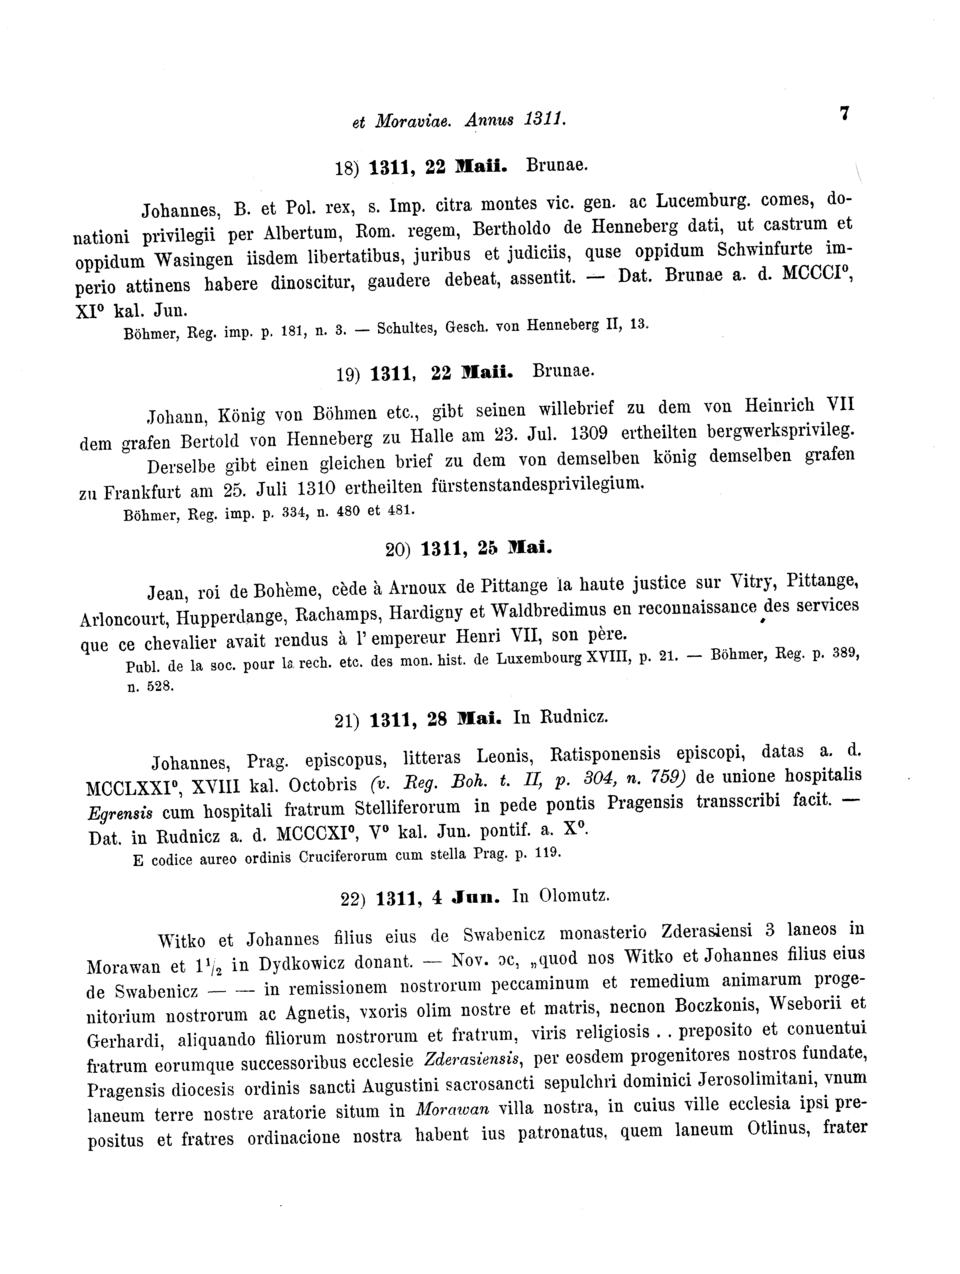 et Moraviae. Annus 1311.
7
18) 1311, 22 Maii. Brunae.
Johannes, B. et Pol. rex, s. Imp. citra montes vic. gen. ac Lucemburg. comes, do-
nationi privilegii per Albertum, Rom. regem, Bertholdo de Henneberg dati, ut castrum et
oppidum Wasingen iisdem libertatibus, juribus et judiciis, quse oppidum Schwinfurte im-
perio attinens habere dinoscitur, gaudere debeat, assentit. — Dat. Brunae a. d. MCCCI⁰,
XI⁰ kal. Jun.
Böhmer, Reg. imp. p. 181, n. 3. — Schultes, Gesch. von Henneberg II, 13.
19) 1311, 22 Maii. Brunae.
Johann, König von Böhmen etc., gibt seinen willebrief zu dem von Heinrich VII
dem grafen Bertold von Henneberg zu Halle am 23. Jul. 1309 ertheilten bergwerksprivileg.
Derselbe gibt einen gleichen brief zu dem von demselben könig demselben grafen
zu Frankfurt am 25. Juli 1310 ertheilten fürstenstandesprivilegium.
Böhmer, Reg. imp. p. 334, n. 480 et 481.
20) 1311, 25 Mai.
Jean, roi de Bohème, cède à Arnoux de Pittange la haute justice sur Vitry, Pittange,
Arloncourt, Hupperdange, Rachamps, Hardigny et Waldbredimus en reconnaissance des services
que ce chevalier avait rendus à l' empereur Henri VII, son père.
Publ. de la soc. pour la rech. etc. des mon. hist. de Luxembourg XVIII, p. 21. — Böhmer, Reg. p. 389,
n. 528.
21) 1311, 28 Mai. In Rudnicz.
Johannes, Prag. episcopus, litteras Leonis, Ratisponensis episcopi, datas a. d.
MCCLXXI⁰, XVIII kal. Octobris (v. Reg. Boh. t. II, p. 304, n. 759) de unione hospitalis
Egrensis cum hospitali fratrum Stelliferorum in pede pontis Pragensis transscribi facit. —
Dat. in Rudnicz a. d. MCCCXI⁰, V⁰ kal. Jun. pontif. a. X⁰.
E codice aureo ordinis Cruciferorum cum stella Prag. p. 119.
22) 1311, 4 Jun. In Olomutz.
Witko et Johannes filius eius de Swabenicz monasterio Zderasiensi 3 laneos in
Morawan et 1½ in Dydkowicz donant. — Nov. ɔc, „quod nos Witko et Johannes filius eius
de Swabenicz — — in remissionem nostrorum peccaminum et remedium animarum proge-
nitorium nostrorum ac Agnetis, vxoris olim nostre et matris, necnon Boczkonis, Wseborii et
Gerhardi, aliquando filiorum nostrorum et fratrum, viris religiosis . . preposito et conuentui
fratrum eorumque successoribus ecclesie Zderasiensis, per eosdem progenitores nostros fundate,
Pragensis diocesis ordinis sancti Augustini sacrosancti sepulchri dominici Jerosolimitani, vnum
laneum terre nostre aratorie situm in Morawan villa nostra, in cuius ville ecclesia ipsi pre-
positus et fratres ordinacione nostra habent ius patronatus, quem laneum Otlinus, frater